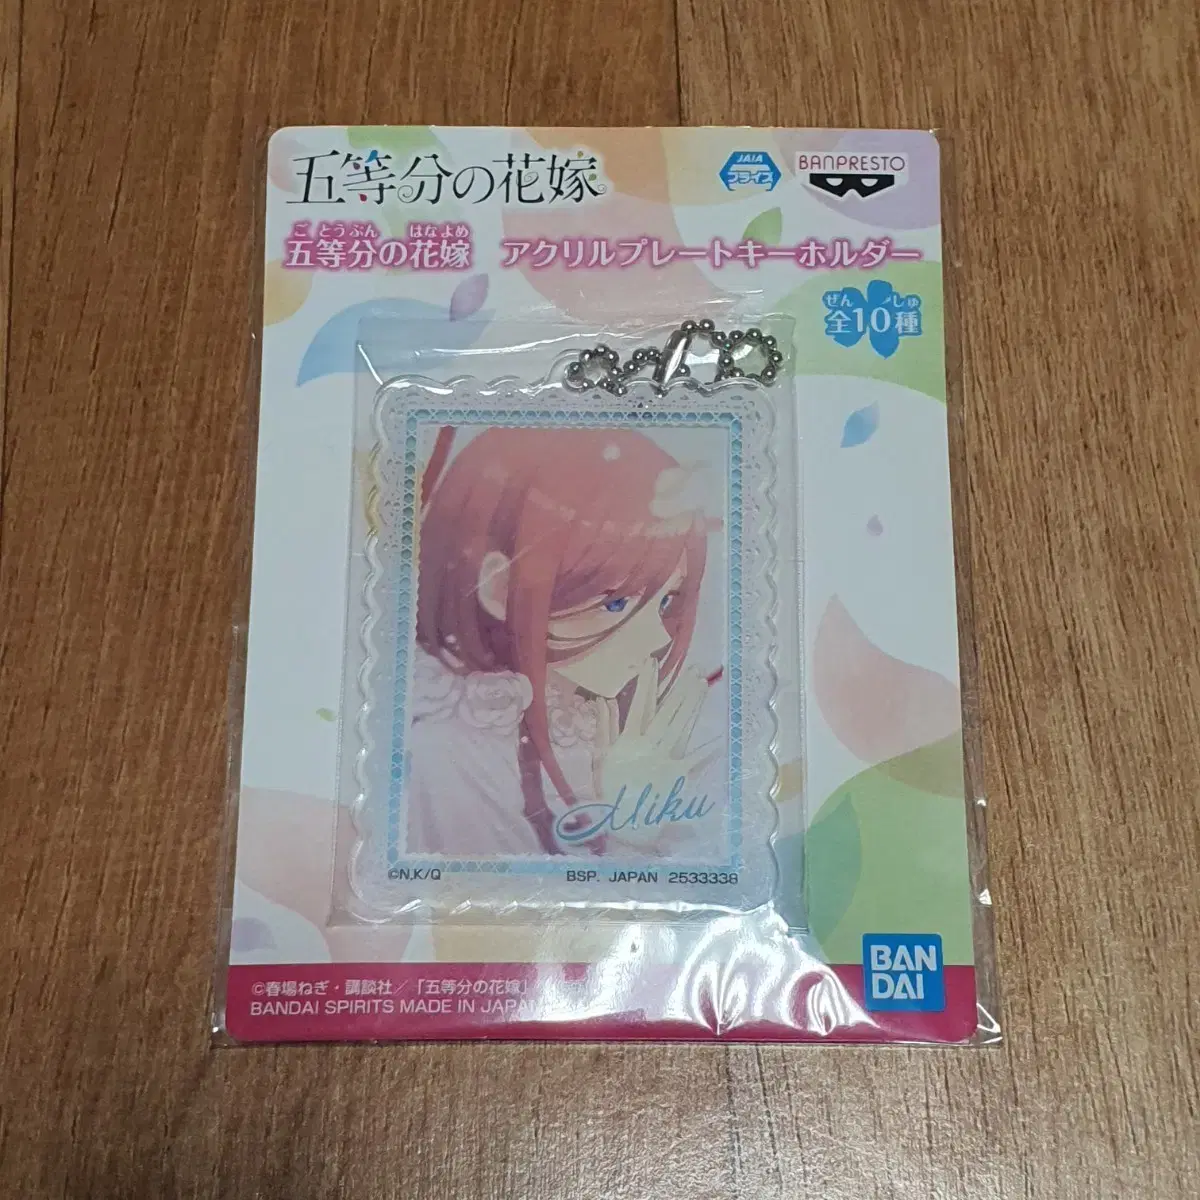 五等分の花嫁
JAIA
プライズ
BANPRESTO
ご とうぶん はなよめ
五等分の花嫁 アクリルプレートキーホルダー
ぜん しゅ
全10種
Miku
©N,K/Q
BSP. JAPAN 2533338
BAN
DAI
©春場ねぎ・講談社／「五等分の花嫁」
BANDAI SPIRITS MADE IN JAPAN